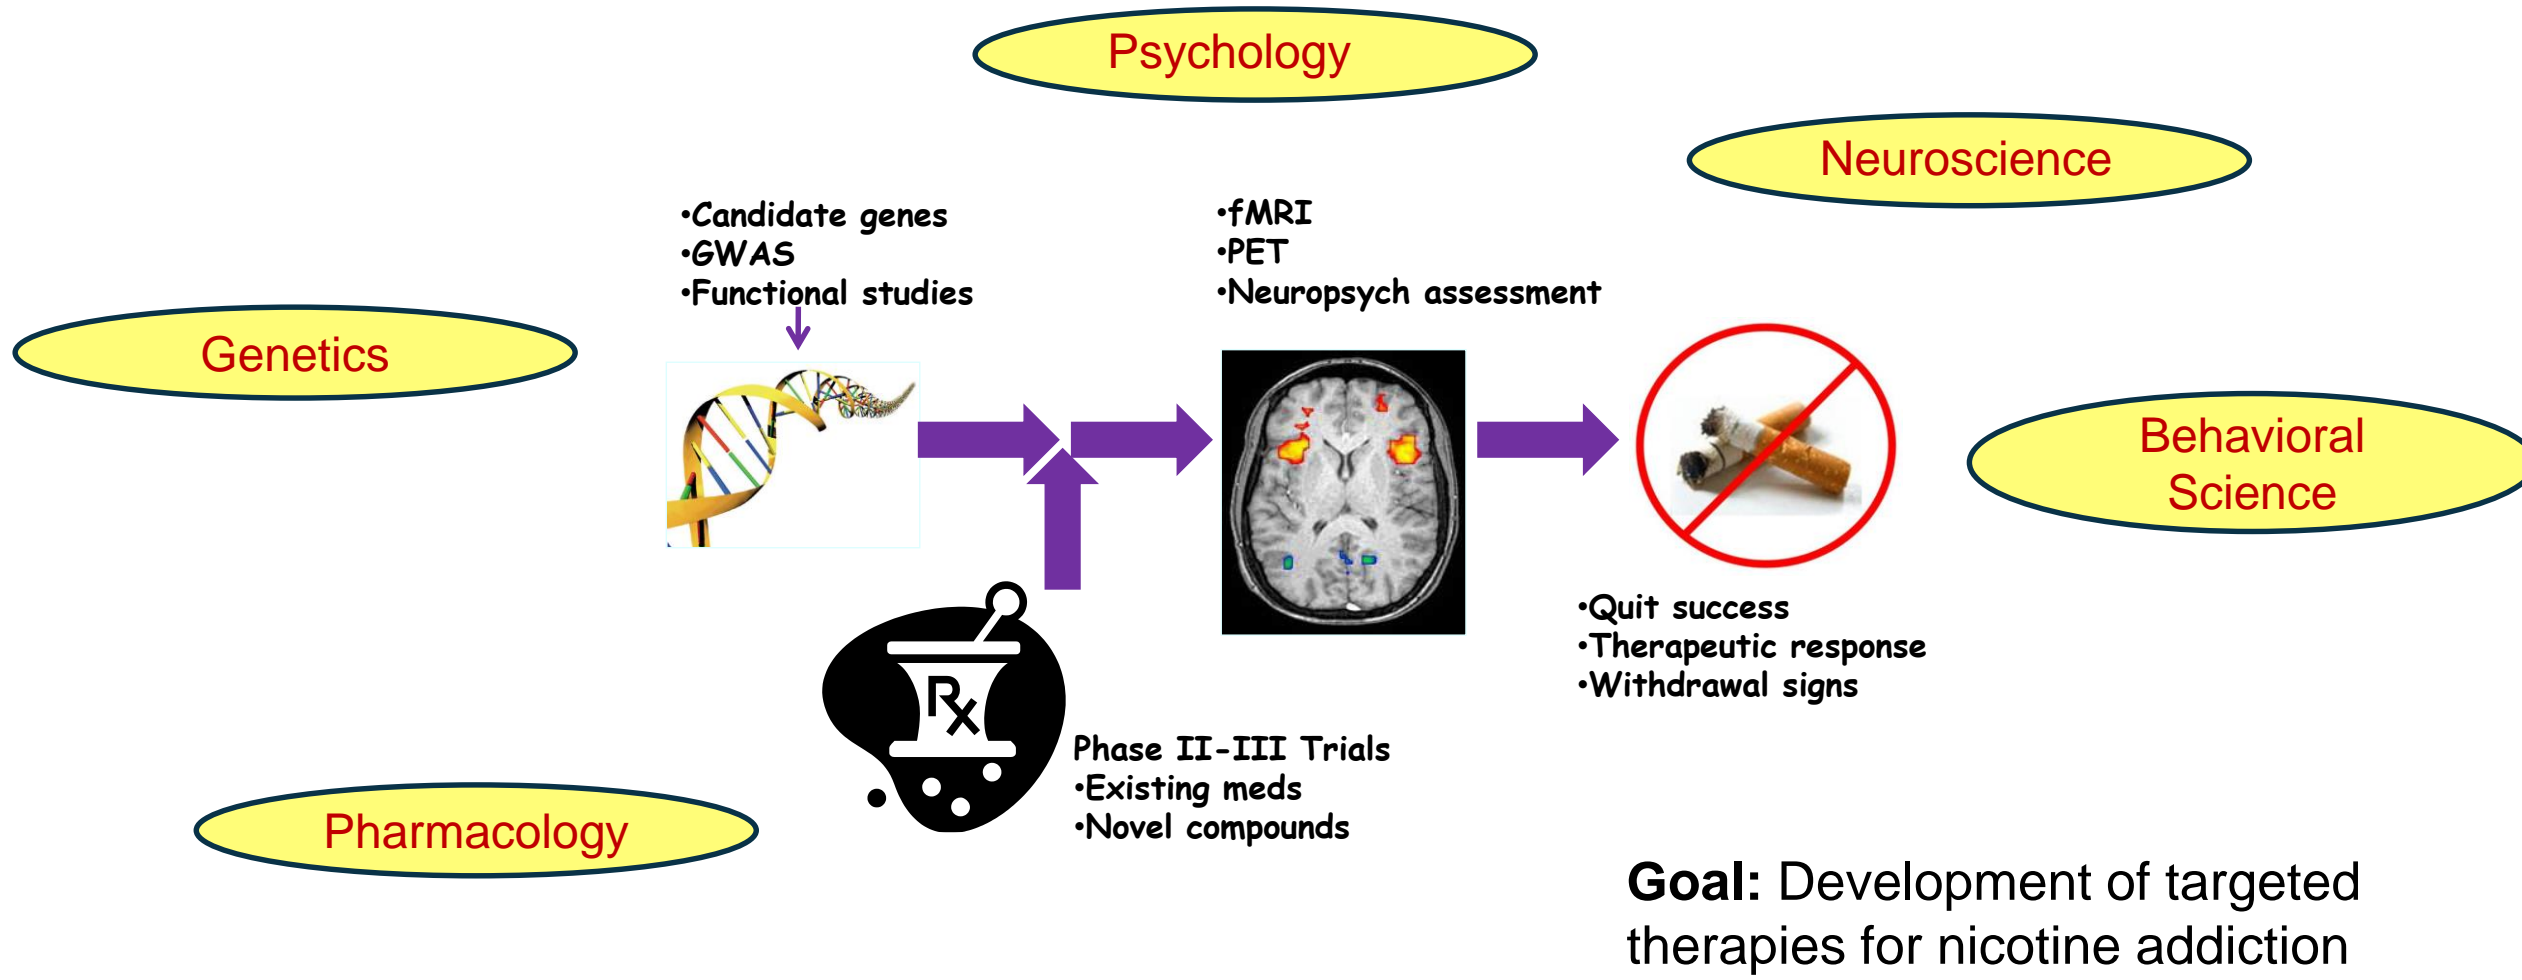 Psychology
Neuroscience
•Candidate genes
•GWAS
•Functional studies
•fMRI
•PET
•Neuropsych assessment
Genetics
Behavioral
Science
•Quit success
•Therapeutic response
•Withdrawal signs
Rx
Phase II-III Trials
•Existing meds
•Novel compounds
Pharmacology
Goal: Development of targeted
therapies for nicotine addiction